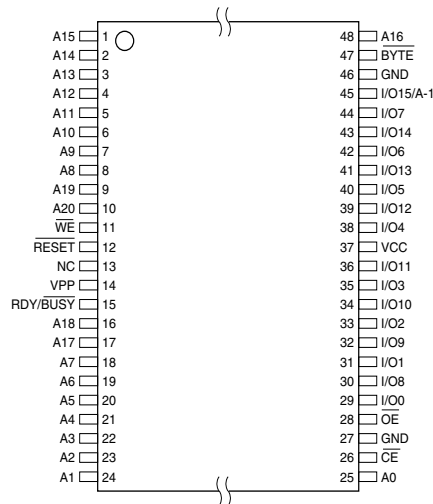 A15 1 48 A16
A14 2 47 BYTE
A13 3 46 GND
A12 4 45 I/O15/A-1
A11 5 44 I/O7
A10 6 43 I/O14
A9 7 42 I/O6
A8 8 41 I/O13
A19 9 40 I/O5
A20 10 39 I/O12
WE 11 38 I/O4
RESET 12 37 VCC
NC 13 36 I/O11
VPP 14 35 I/O3
RDY/BUSY 15 34 I/O10
A18 16 33 I/O2
A17 17 32 I/O9
A7 18 31 I/O1
A6 19 30 I/O8
A5 20 29 I/O0
A4 21 28 OE
A3 22 27 GND
A2 23 26 CE
A1 24 25 A0